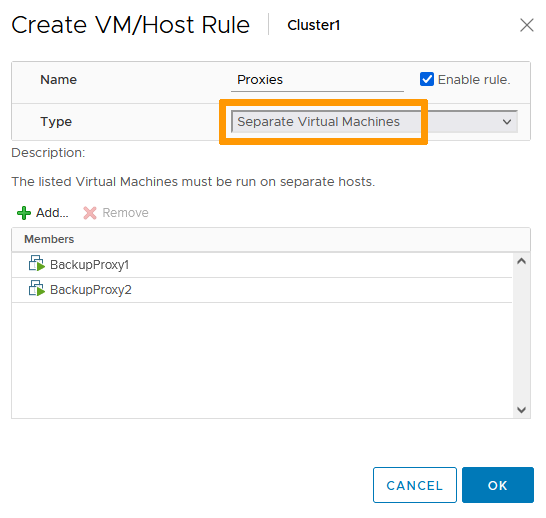 Create VM/Host Rule Cluster1
Name Proxies Enable rule.
Type Separate Virtual Machines
Description:
The listed Virtual Machines must be run on separate hosts.
Add... Remove
Members
BackupProxy1
BackupProxy2
CANCEL OK